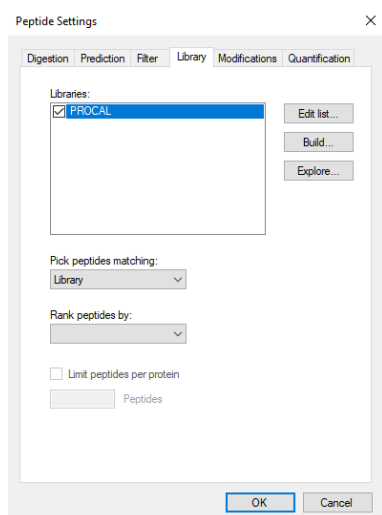 Peptide Settings
Digestion Prediction Filter Library Modifications Quantification
Libraries:
PROCAL
Edit list...
Build...
Explore...
Pick peptides matching:
Library
Rank peptides by:
Limit peptides per protein
Peptides
OK Cancel